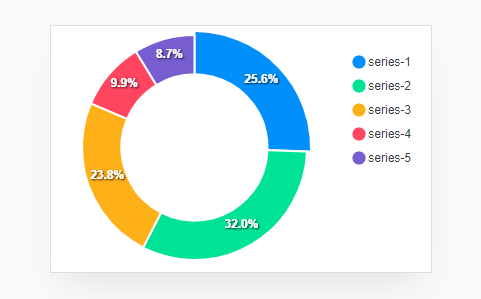 8.7%
25.6%
9.9%
23.8%
32.0%
series-1
series-2
series-3
series-4
series-5